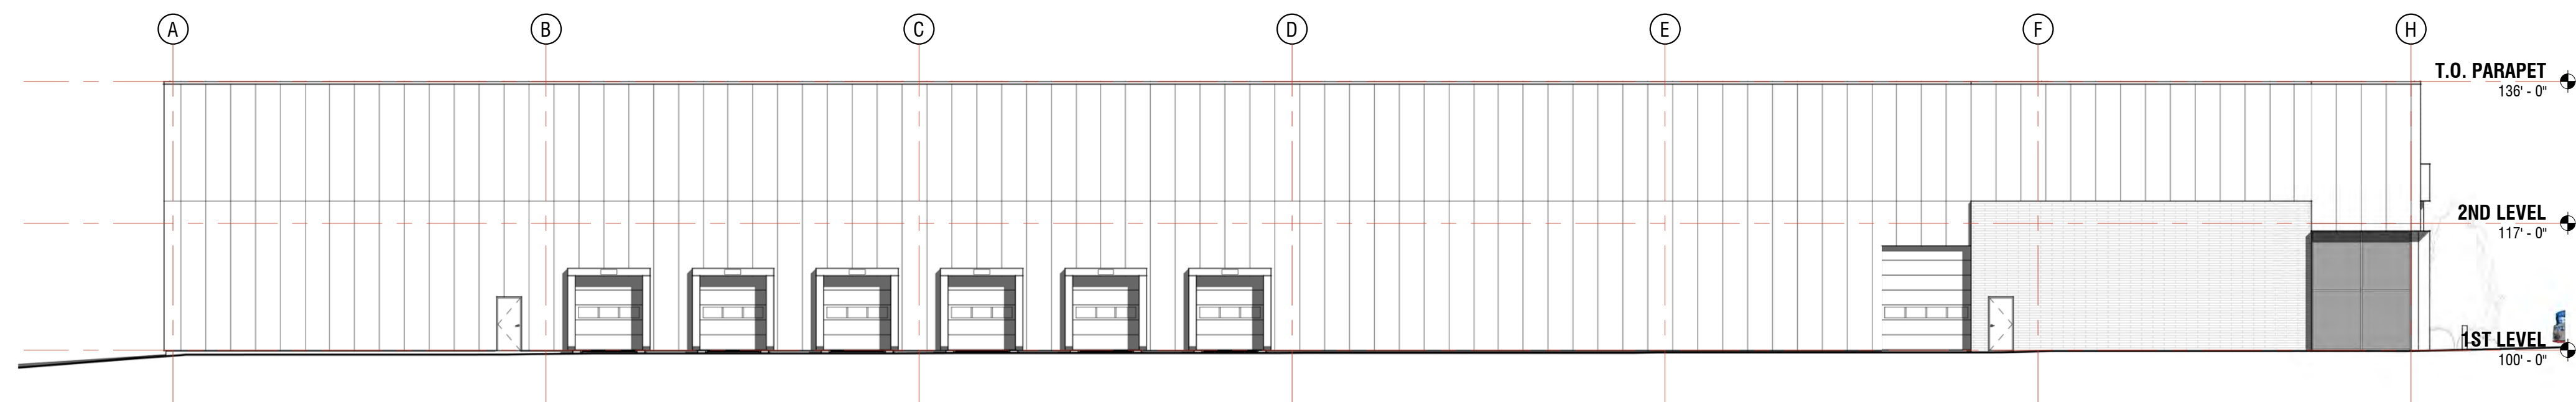 A B C D E F H
T.O. PARAPET
136' - 0"
2ND LEVEL
117' - 0"
1ST LEVEL
100' - 0"